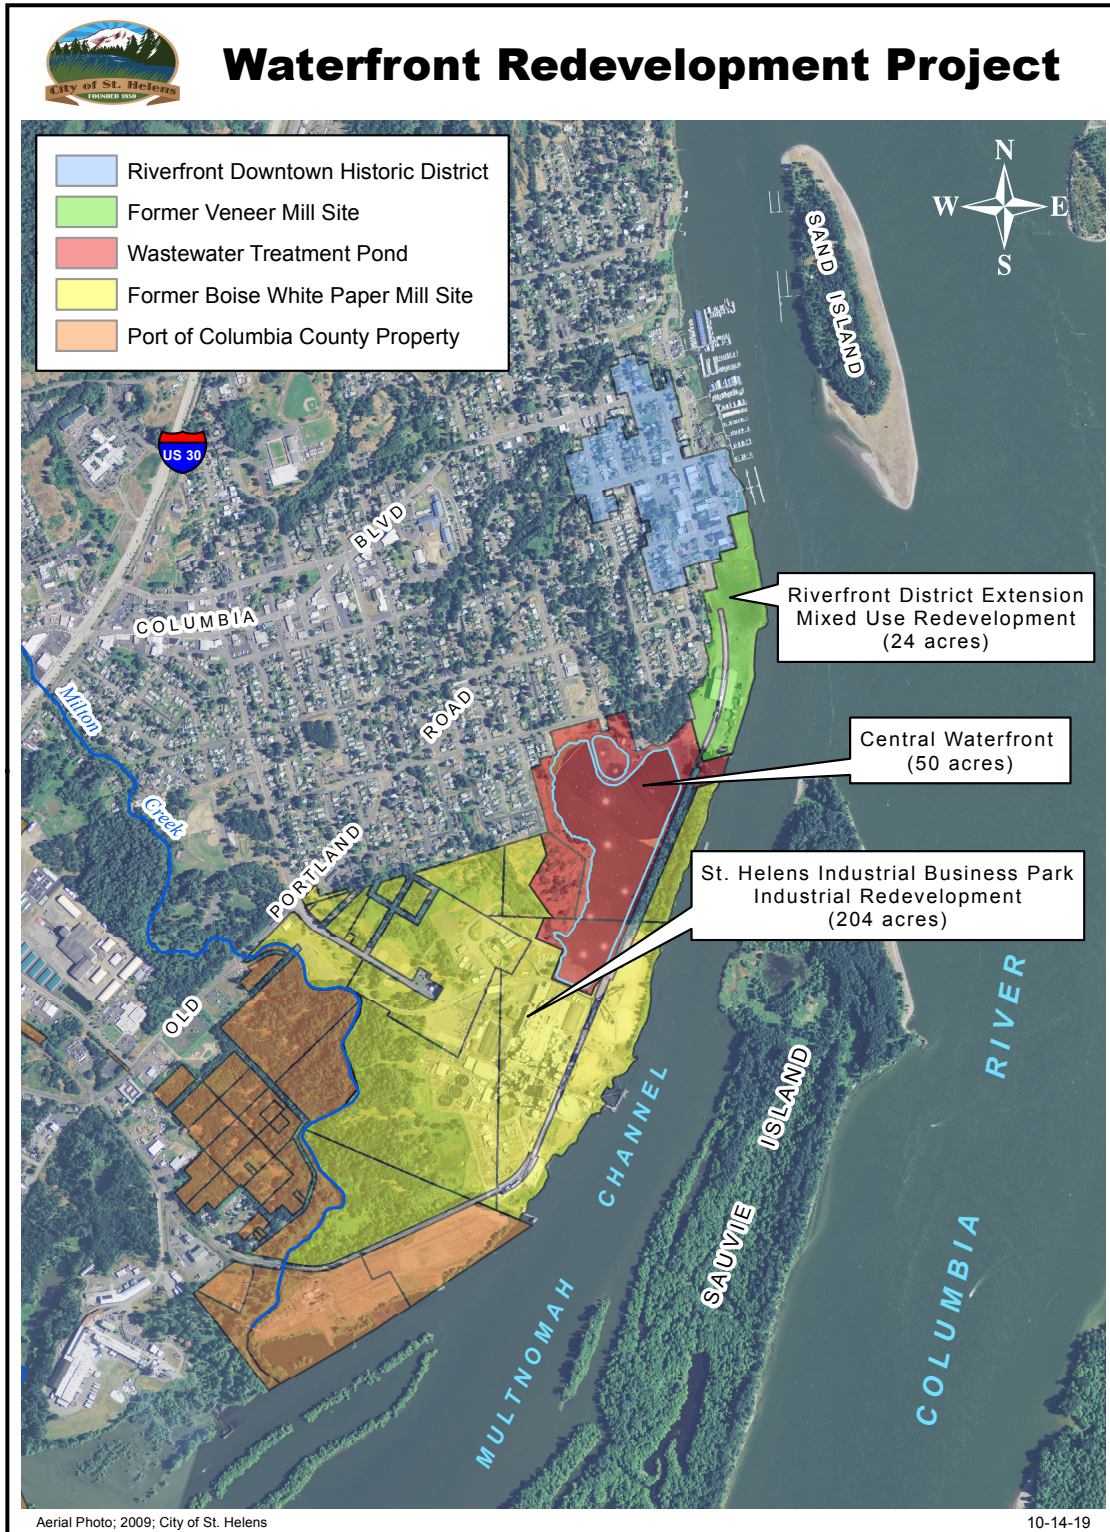 City of St. Helens
FOUNDED 1850
Waterfront Redevelopment Project
Riverfront Downtown Historic District
Former Veneer Mill Site
Wastewater Treatment Pond
Former Boise White Paper Mill Site
Port of Columbia County Property
N
W E
S
SAND ISLAND
US 30
COLUMBIA BLVD
Riverfront District Extension
Mixed Use Redevelopment
(24 acres)
Milton Creek
OLD PORTLAND ROAD
Central Waterfront
(50 acres)
St. Helens Industrial Business Park
Industrial Redevelopment
(204 acres)
MULTNOMAH CHANNEL
SAUVIE ISLAND
COLUMBIA RIVER
Aerial Photo; 2009; City of St. Helens
10-14-19